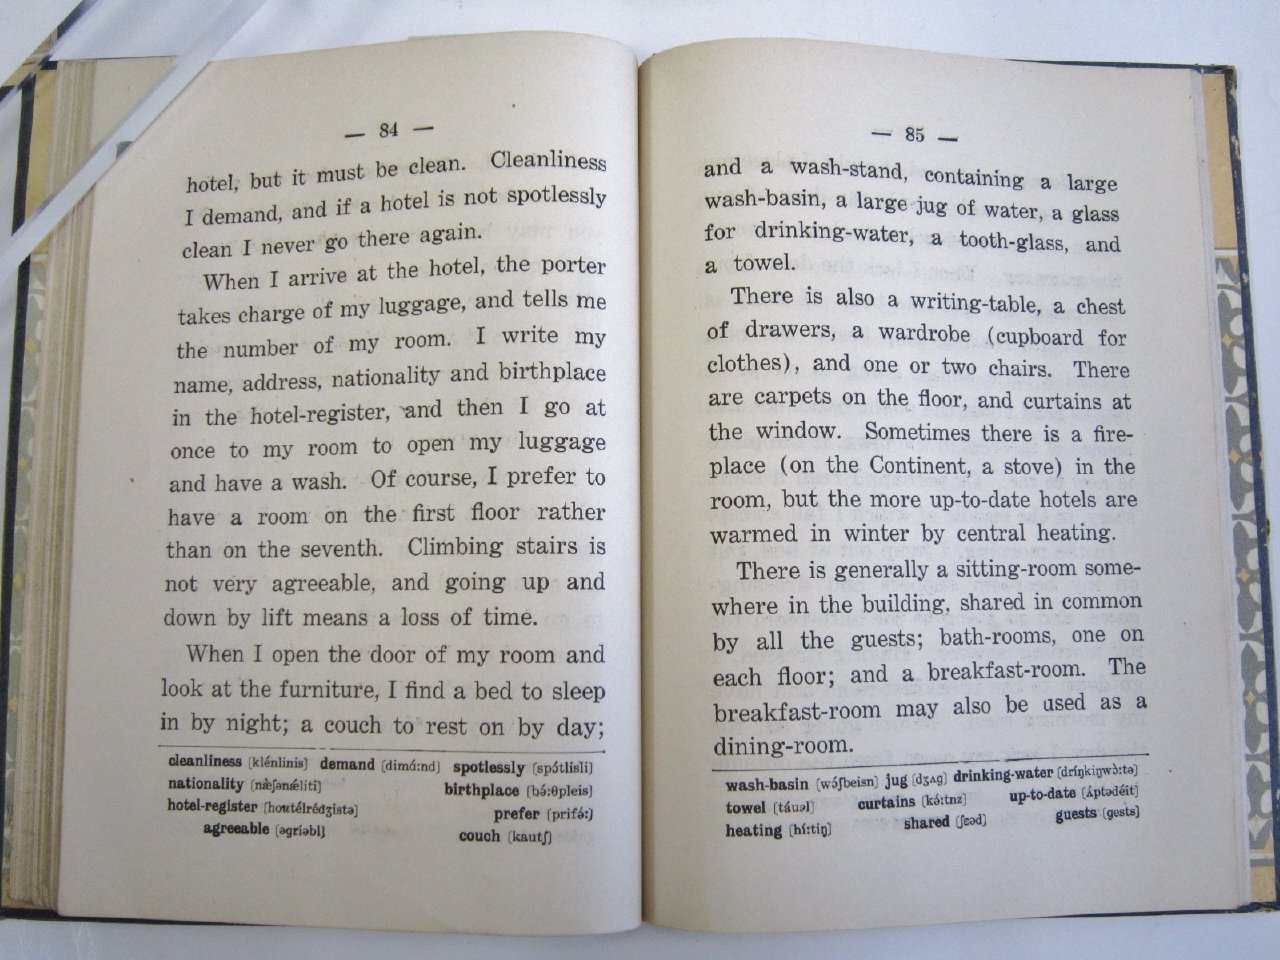 — 84 —
hotel, but it must be clean. Cleanliness
I demand, and if a hotel is not spotlessly
clean I never go there again.
When I arrive at the hotel, the porter
takes charge of my luggage, and tells me
the number of my room. I write my
name, address, nationality and birthplace
in the hotel-register, and then I go at
once to my room to open my luggage
and have a wash. Of course, I prefer to
have a room on the first floor rather
than on the seventh. Climbing stairs is
not very agreeable, and going up and
down by lift means a loss of time.
When I open the door of my room and
look at the furniture, I find a bed to sleep
in by night; a couch to rest on by day;
cleanliness [klénlinis] demand [dimá:nd] spotlessly [spótlisli]
nationality [næʃənǽliti] birthplace [bə́:θpleis]
hotel-register [houtélrédʒistə] prefer [prifə́:]
agreeable [əgríəbl] couch [kautʃ]
— 85 —
and a wash-stand, containing a large
wash-basin, a large jug of water, a glass
for drinking-water, a tooth-glass, and
a towel.
There is also a writing-table, a chest
of drawers, a wardrobe (cupboard for
clothes), and one or two chairs. There
are carpets on the floor, and curtains at
the window. Sometimes there is a fire-
place (on the Continent, a stove) in the
room, but the more up-to-date hotels are
warmed in winter by central heating.
There is generally a sitting-room some-
where in the building, shared in common
by all the guests; bath-rooms, one on
each floor; and a breakfast-room. The
breakfast-room may also be used as a
dining-room.
wash-basin [wɔ́ʃbeisn] jug [dʒʌg] drinking-water [dríŋkiŋwɔ̀:tə]
towel [táuəl] curtains [kə́:tnz] up-to-date [ʌ́ptədéit]
heating [hí:tiŋ] shared [ʃɛəd] guests [gests]